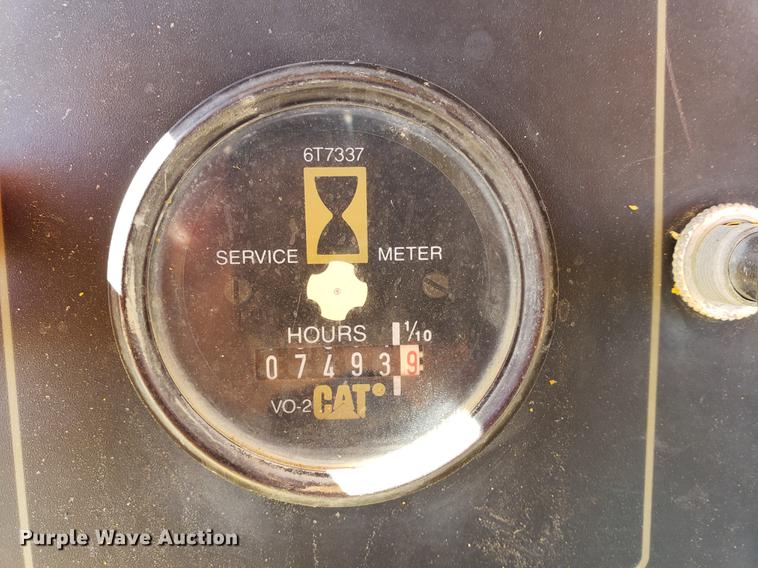 6T7337
SERVICE METER
HOURS 1/10
074939
VO-2 CAT
Purple Wave Auction